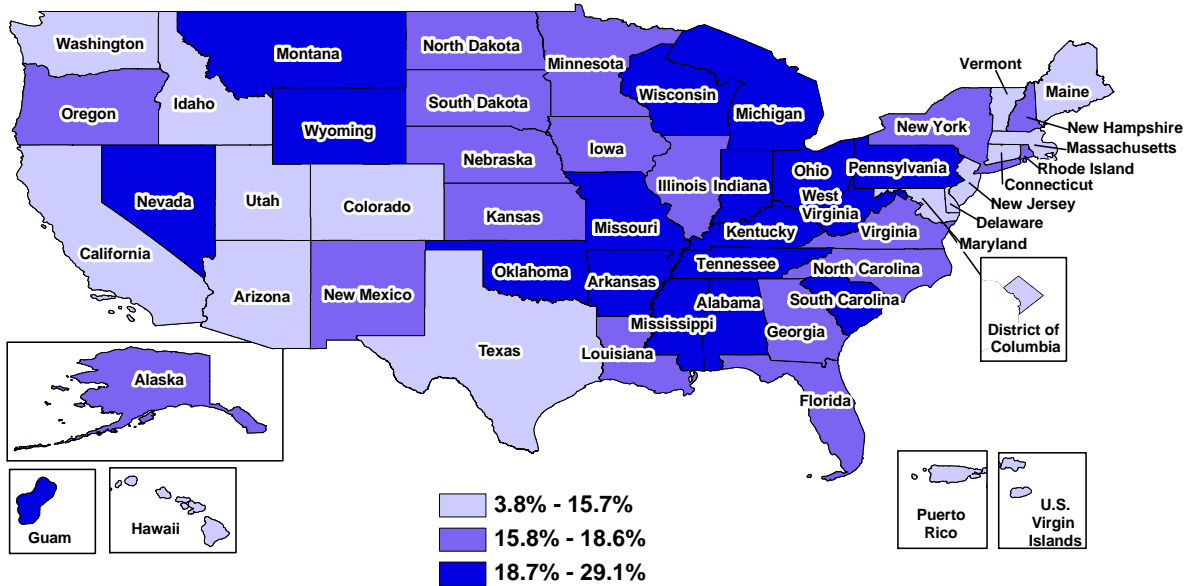 Washington
Montana
North Dakota
Minnesota
Vermont
Maine
Oregon
Idaho
South Dakota
Wisconsin
Michigan
New York
New Hampshire
Massachusetts
Wyoming
Iowa
Nebraska
Ohio
Pennsylvania
Rhode Island
Connecticut
Nevada
Utah
Colorado
Illinois
Indiana
West
Virginia
New Jersey
Delaware
Maryland
Kansas
Missouri
Kentucky
Virginia
California
Arizona
New Mexico
Oklahoma
Arkansas
Tennessee
North Carolina
South Carolina
Alabama
Mississippi
Georgia
District of
Columbia
Texas
Louisiana
Alaska
Florida
Guam
Hawaii
3.8% - 15.7%
15.8% - 18.6%
18.7% - 29.1%
Puerto
Rico
U.S.
Virgin
Islands